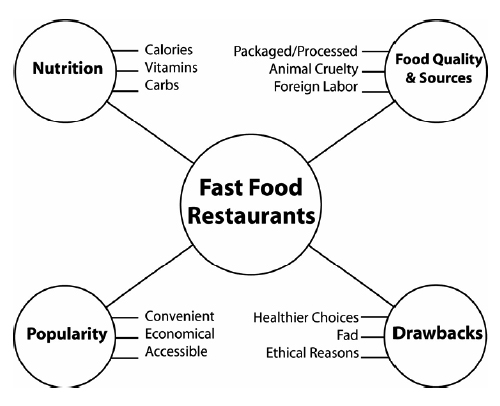 Nutrition
Calories
Vitamins
Carbs
Packaged/Processed
Animal Cruelty
Foreign Labor
Food Quality
& Sources
Fast Food
Restaurants
Popularity
Convenient
Economical
Accessible
Healthier Choices
Fad
Ethical Reasons
Drawbacks